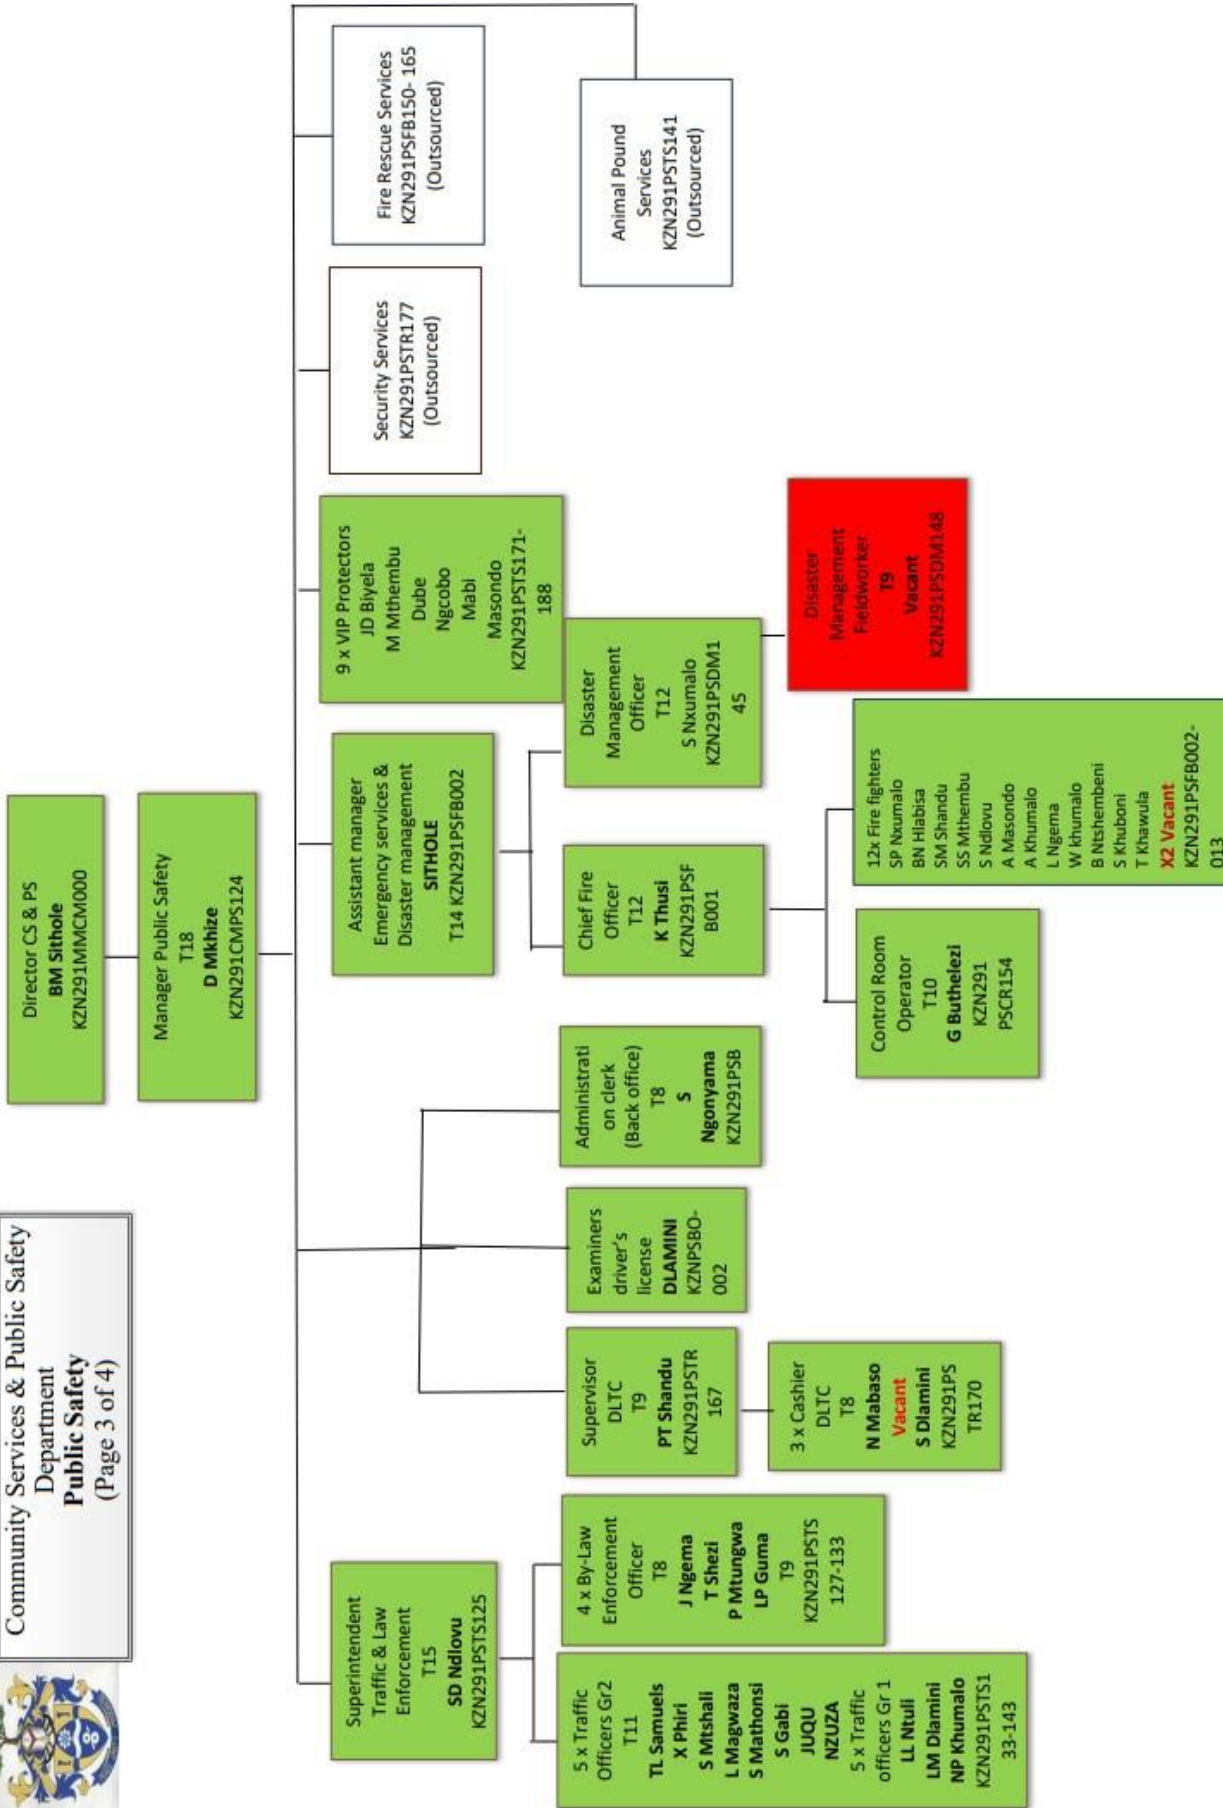 Community Services & Public Safety
Department
Public Safety
(Page 3 of 4)
Director CS & PS
BM Sithole
KZN291MMCM000
Manager Public Safety
T18
D Mkhize
KZN291CMPS124
Superintendent
Traffic & Law
Enforcement
T15
SD Ndlovu
KZN291PSTS125
5 x Traffic
Officers Gr2
T11
TL Samuels
X Phiri
S Mtshali
L Magwaza
S Mathonsi
S Gabi
JUQU
NZUZA
5 x Traffic
officers Gr 1
LL Ntuli
LM Dlamini
NP Khumalo
KZN291PSTS1
33-143
4 x By-Law
Enforcement
Officer
T8
J Ngema
T Shezi
P Mtungwa
LP Guma
T9
KZN291PSTS
127-133
Supervisor
DLTC
T9
PT Shandu
KZN291PSTR
167
3 x Cashier
DLTC
T8
N Mabaso
Vacant
S Dlamini
KZN291PS
TR170
Examiners
driver's
license
DLAMINI
KZNPSBO-
002
Administrati
on clerk
(Back office)
T8
S
Ngonyama
KZN291PSB
Assistant manager
Emergency services &
Disaster management
SITHOLE
T14 KZN291PSFB002
Chief Fire
Officer
T12
K Thusi
KZN291PSF
B001
Control Room
Operator
T10
G Buthelezi
KZN291
PSCR154
12x Fire fighters
SP Nxumalo
BN Hlabisa
SM Shandu
SS Mthembu
S Ndlovu
A Masondo
A Khumalo
L Ngema
W khumalo
B Ntshembeni
S Khuboni
T Khawula
X2 Vacant
KZN291PSFB002-
013
Disaster
Management
Officer
T12
S Nxumalo
KZN291PSDM1
45
Disaster
Management
Fieldworker
T9
Vacant
KZN291PSDM148
9 x VIP Protectors
JD Biyela
M Mthembu
Dube
Ngcobo
Mabi
Masondo
KZN291PSTS171-
188
Security Services
KZN291PSTR177
(Outsourced)
Fire Rescue Services
KZN291PSFB150- 165
(Outsourced)
Animal Pound
Services
KZN291PSTS141
(Outsourced)